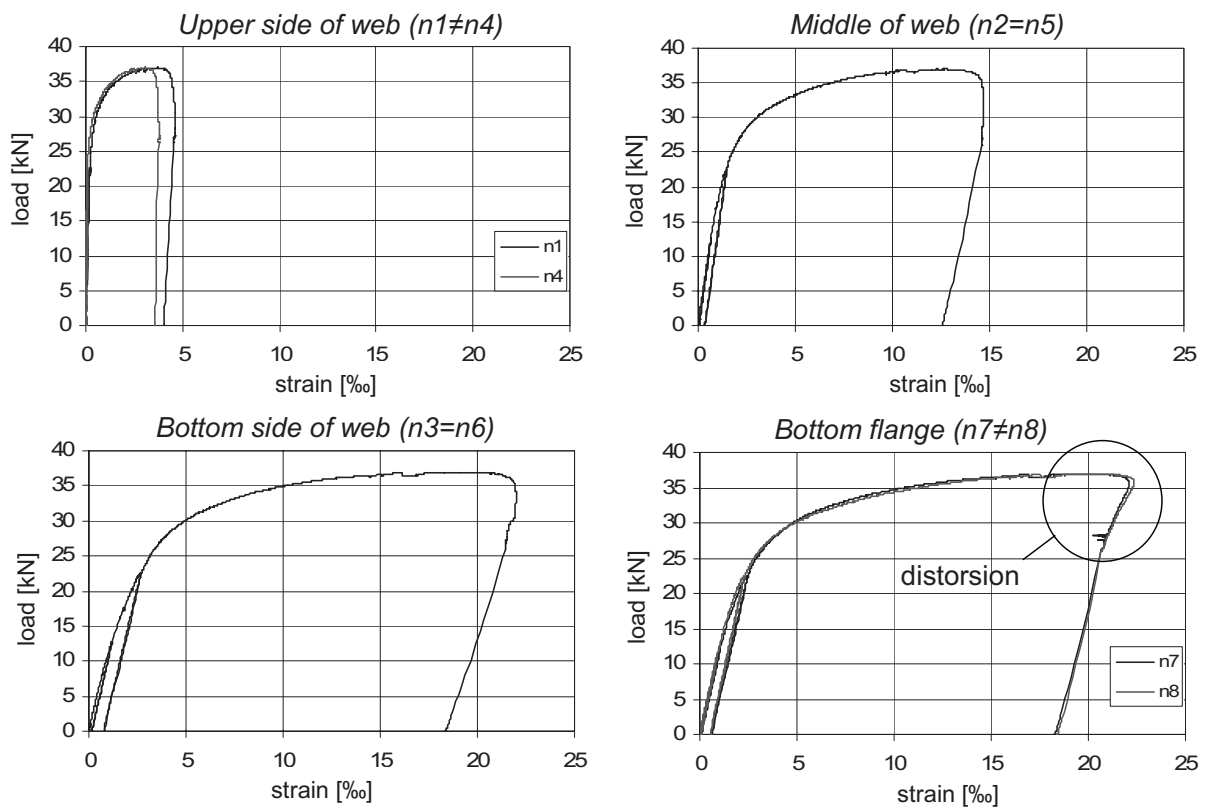 Upper side of web (n1≠n4)
40
35
30
25
20
15
10
5
0
load [kN]
n1
n4
0 5 10 15 20 25
strain [‰]
Middle of web (n2=n5)
40
35
30
25
20
15
10
5
0
load [kN]
0 5 10 15 20 25
strain [‰]
Bottom side of web (n3=n6)
40
35
30
25
20
15
10
5
0
load [kN]
0 5 10 15 20 25
strain [‰]
Bottom flange (n7≠n8)
40
35
30
25
20
15
10
5
0
load [kN]
distorsion
n7
n8
0 5 10 15 20 25
strain [‰]